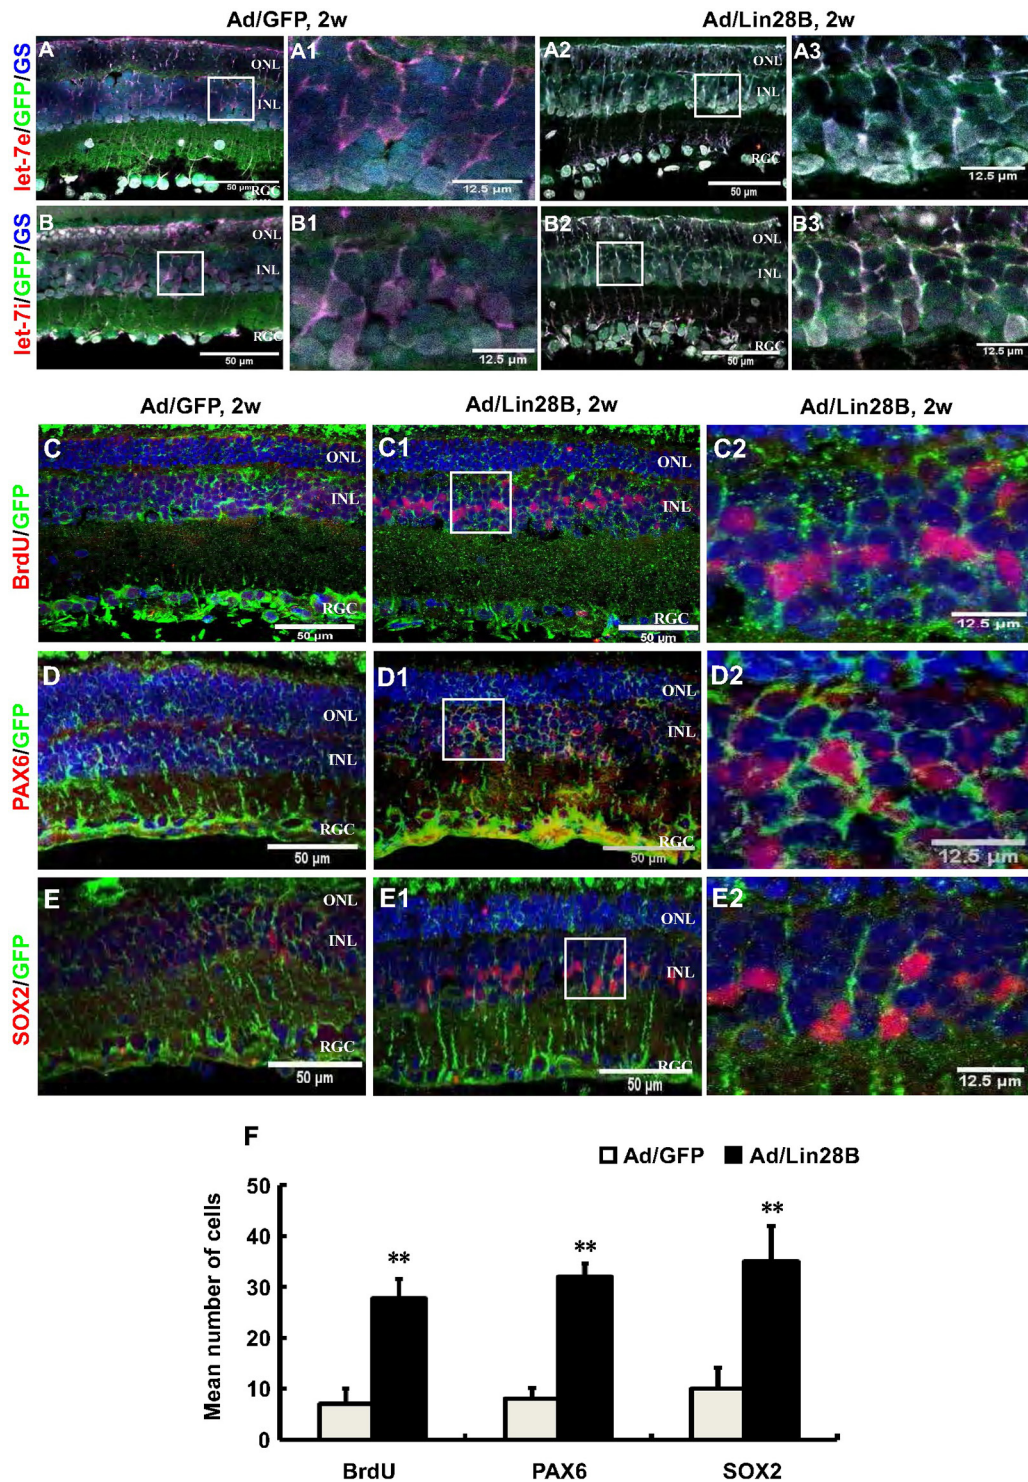 Ad/GFP, 2w Ad/Lin28B, 2w
let-7e/GFP/GS
A ONL INL RGC 50 µm
A1 12.5 µm
A2 ONL INL RGC 50 µm
A3 12.5 µm
let-7i/GFP/GS
B ONL INL RGC 50 µm
B1 12.5 µm
B2 ONL INL RGC 50 µm
B3 12.5 µm
Ad/GFP, 2w Ad/Lin28B, 2w Ad/Lin28B, 2w
BrdU/GFP
C ONL INL RGC 50 µm
C1 ONL INL RGC 50 µm
C2 12.5 µm
PAX6/GFP
D ONL INL RGC 50 µm
D1 ONL INL RGC 50 µm
D2 12.5 µm
SOX2/GFP
E ONL INL RGC 50 µm
E1 ONL INL RGC 50 µm
E2 12.5 µm
F
Ad/GFP Ad/Lin28B
Mean number of cells
50
40
30
20
10
0
** ** **
BrdU PAX6 SOX2